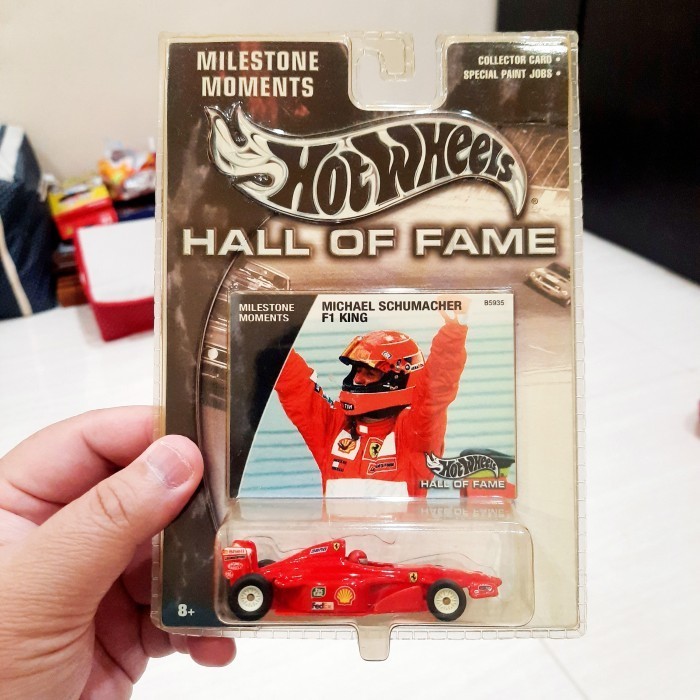 MILESTONE
MOMENTS
COLLECTOR CARD •
SPECIAL PAINT JOBS •
HOT WHEELS
®
HALL OF FAME
MILESTONE
MOMENTS
MICHAEL SCHUMACHER
F1 KING
B5935
HOT WHEELS
HALL OF FAME
FedEx
8+